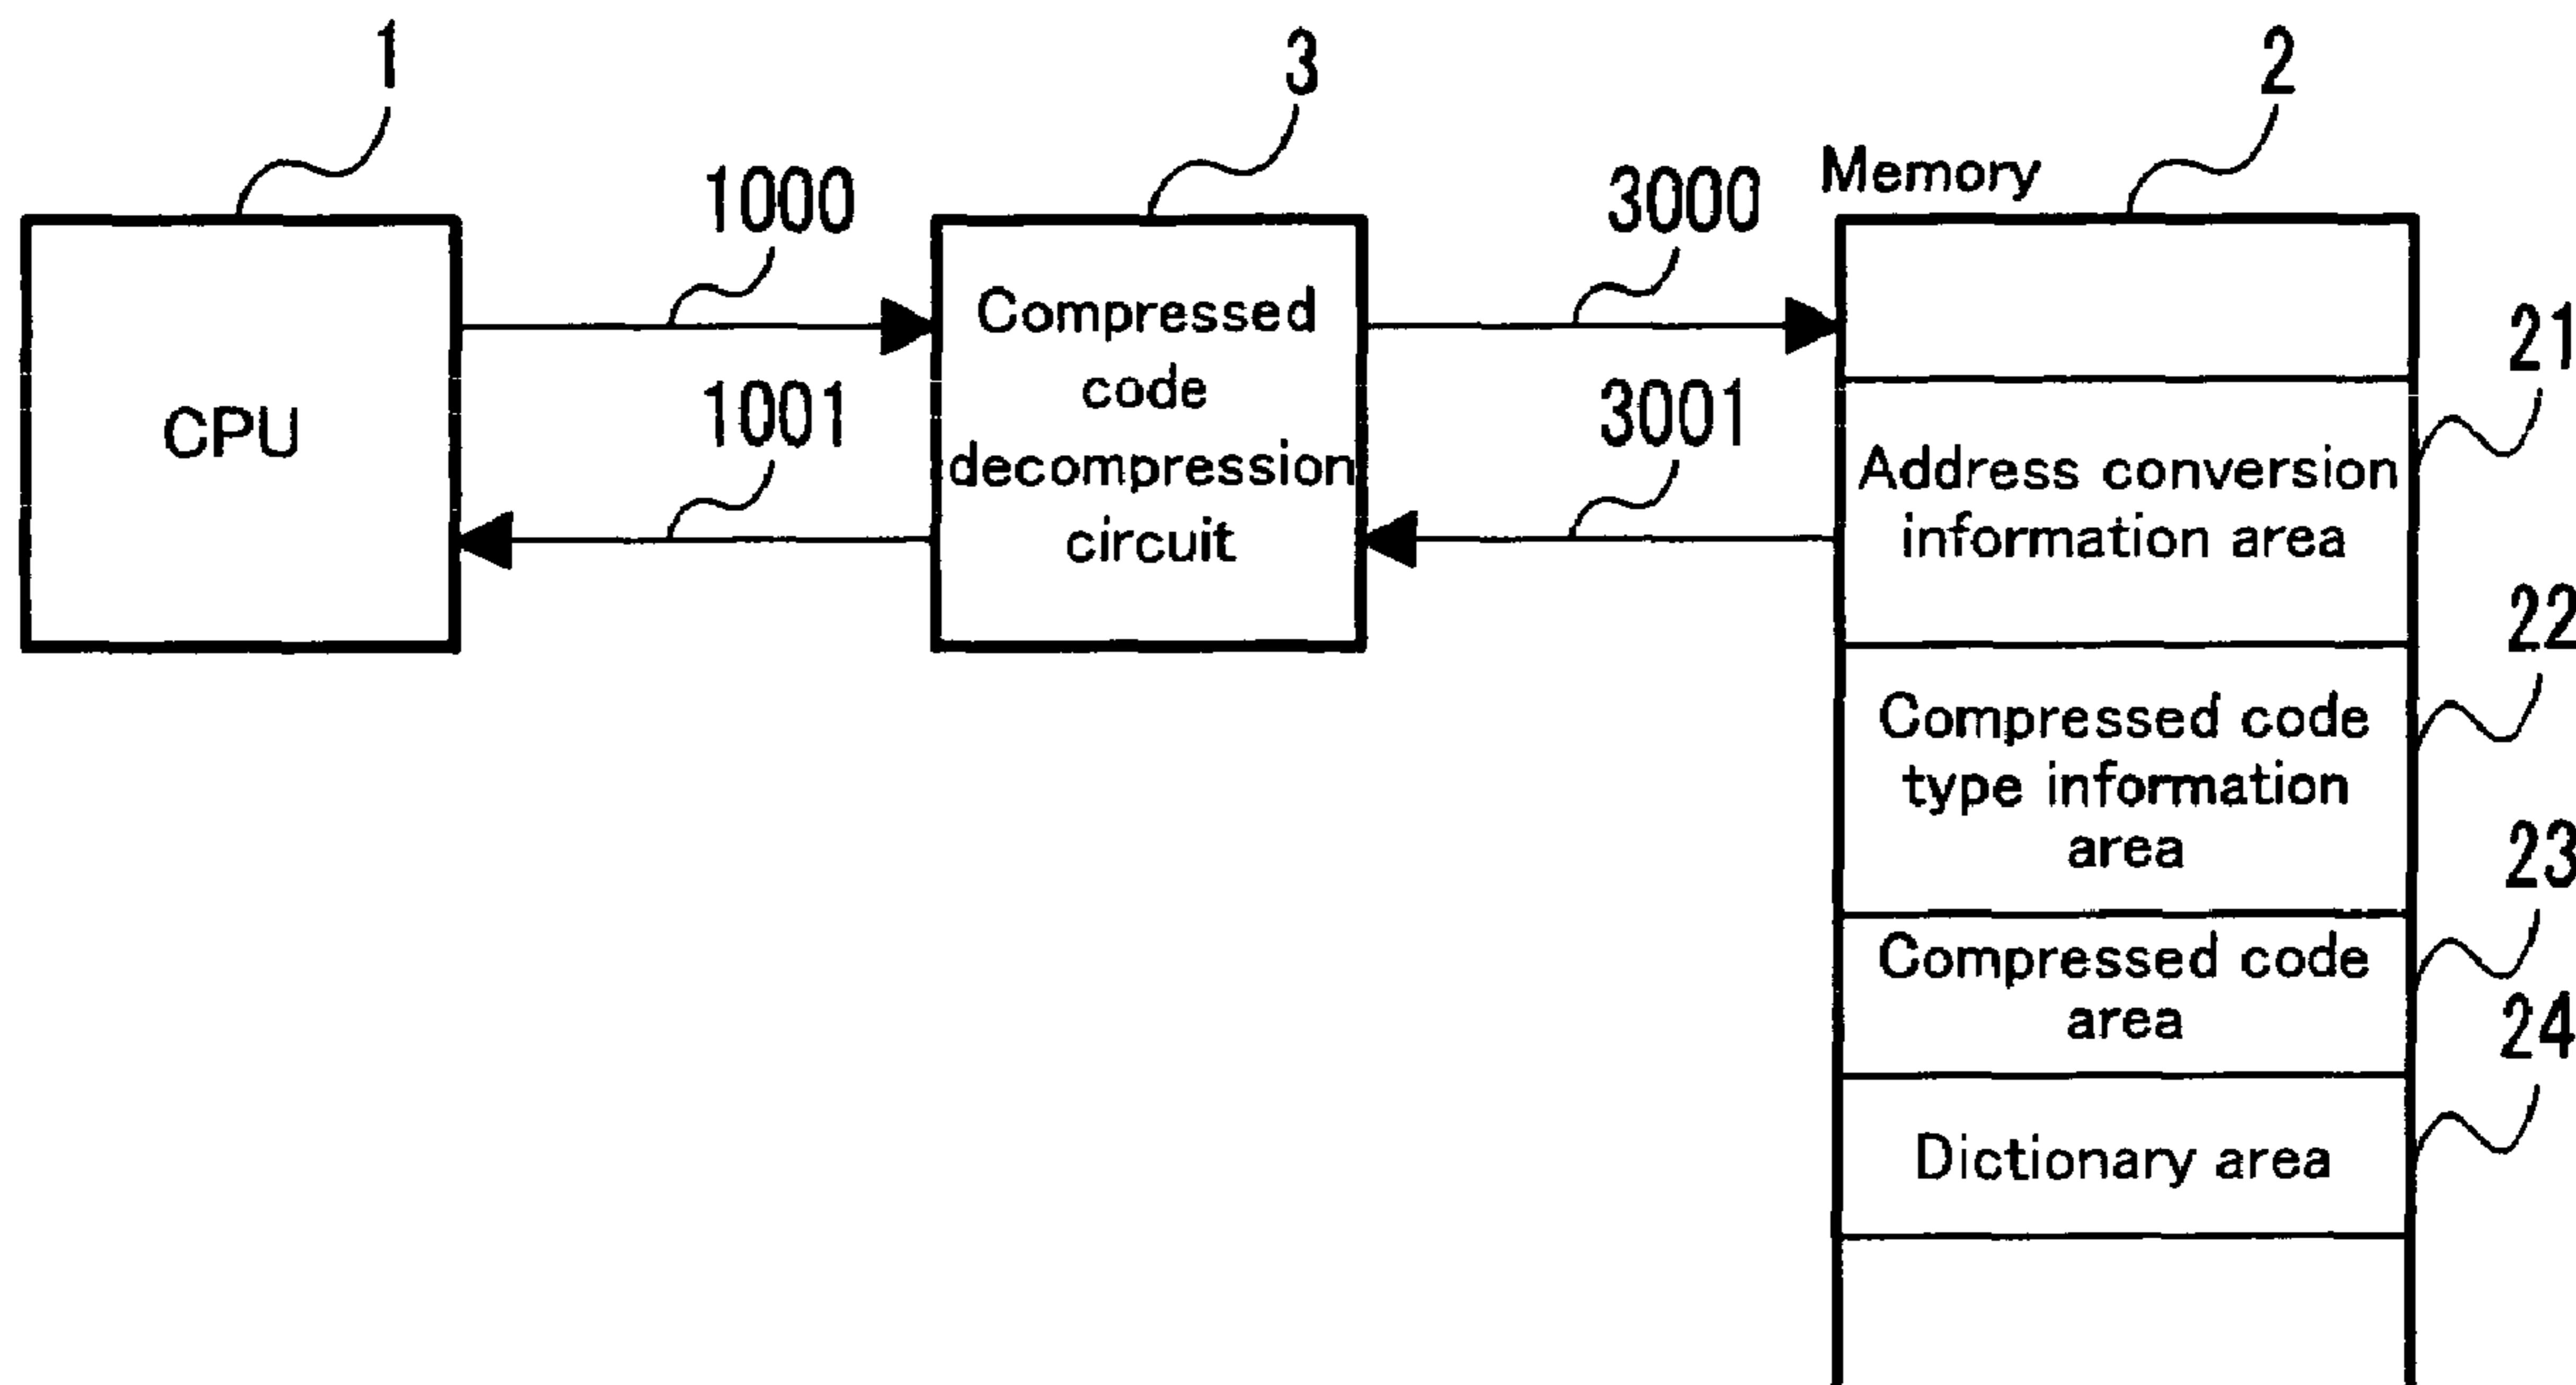 1
3
2
Memory
1000
3000
CPU
1001
Compressed
code
decompression
circuit
3001
21
Address conversion
information area
22
Compressed code
type information
area
23
Compressed code
area
24
Dictionary area